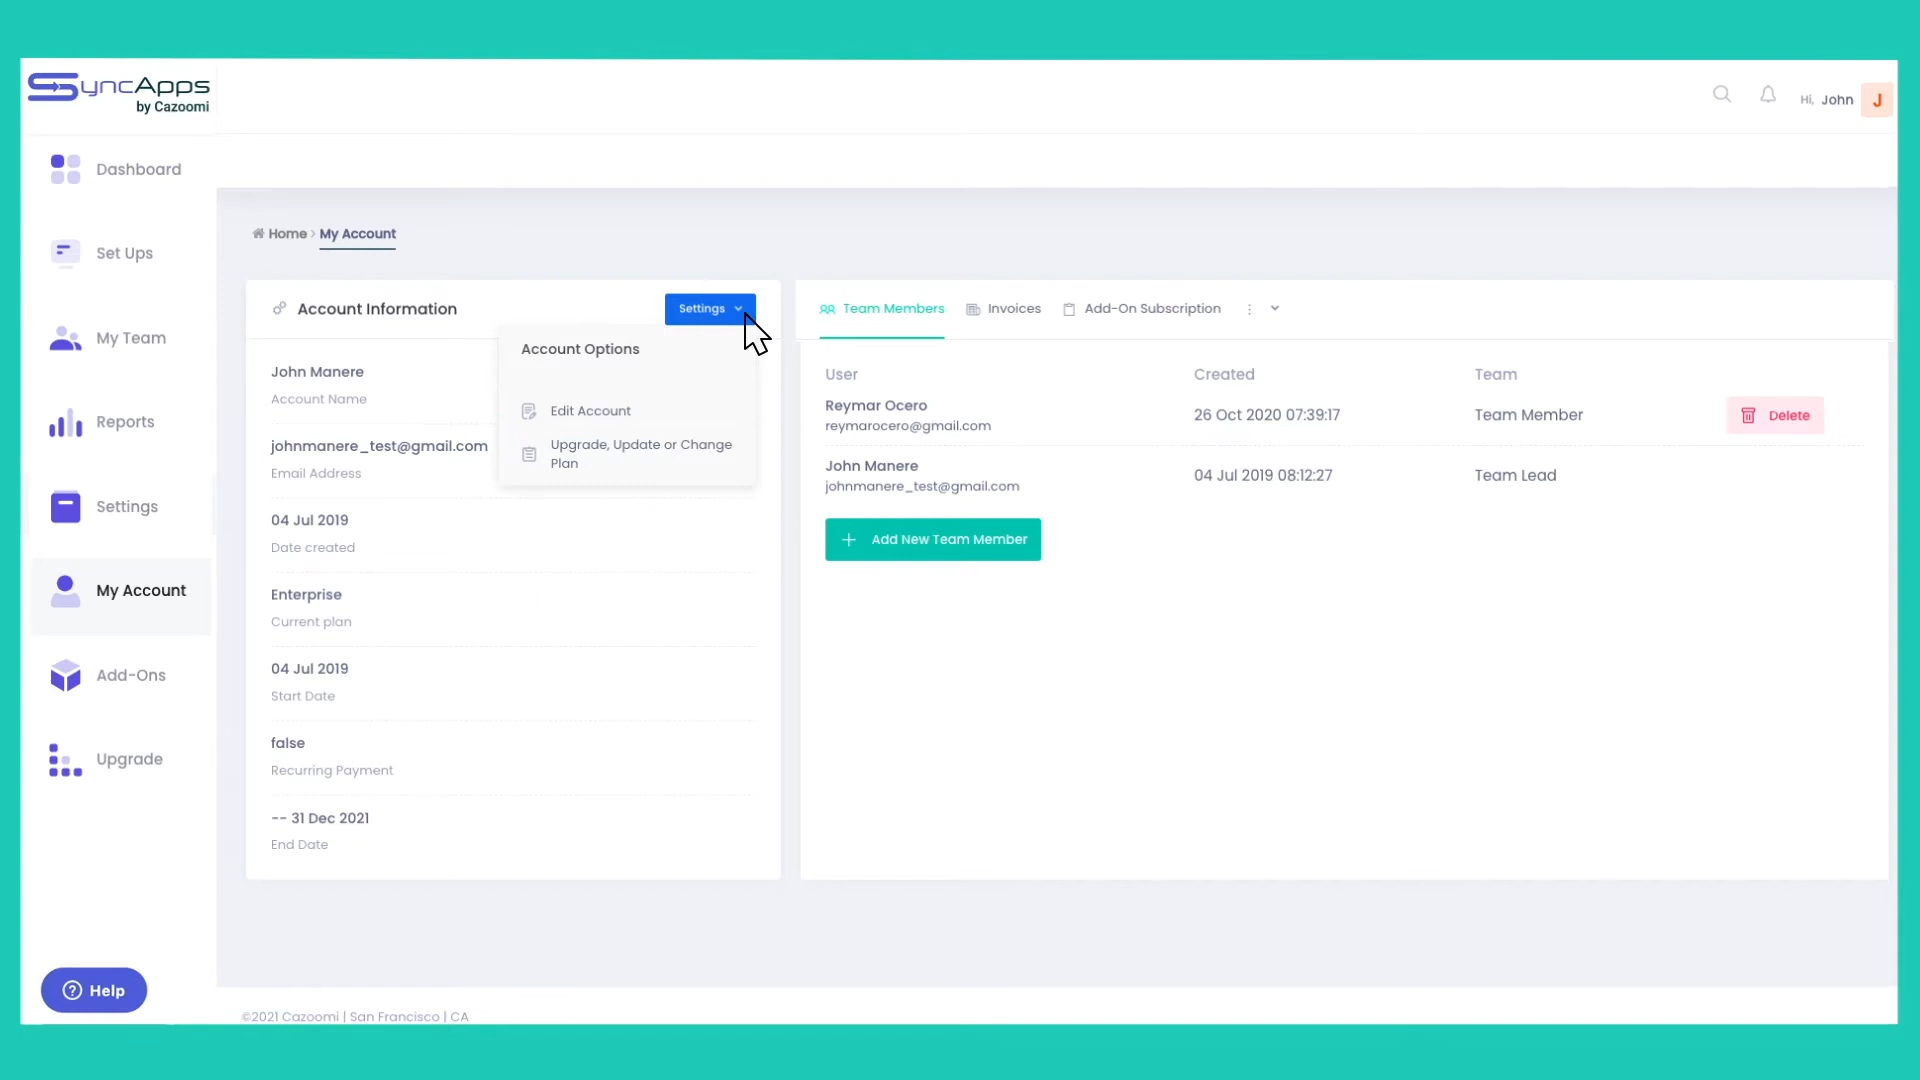 SyncApps
by Cazoomi
Hi, John J
Dashboard
Set Ups
My Team
Reports
Settings
My Account
Add-Ons
Upgrade
Help
Home > My Account
Account Information
Settings
Account Options
Edit Account
Upgrade, Update or Change
Plan
John Manere
Account Name
johnmanere_test@gmail.com
Email Address
04 Jul 2019
Date created
Enterprise
Current plan
04 Jul 2019
Start Date
false
Recurring Payment
-- 31 Dec 2021
End Date
Team Members Invoices Add-On Subscription
User Created Team
Reymar Ocero
reymarocero@gmail.com
26 Oct 2020 07:39:17 Team Member Delete
John Manere
johnmanere_test@gmail.com
04 Jul 2019 08:12:27 Team Lead
+ Add New Team Member
©2021 Cazoomi | San Francisco | CA